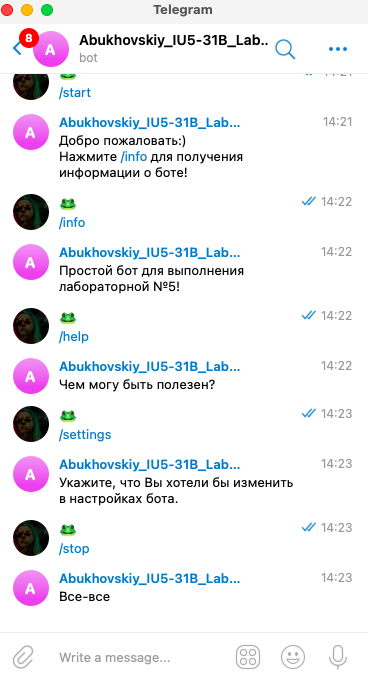 Telegram
8
A
Abukhovskiy_IU5-31B_Lab..
bot
/start
A
Abukhovskiy_IU5-31B_Lab...
14:21
Добро пожаловать:)
Нажмите /info для получения
информации о боте!
14:22
/info
A
Abukhovskiy_IU5-31B_Lab...
14:22
Простой бот для выполнения
лабораторной №5!
14:22
/help
A
Abukhovskiy_IU5-31B_Lab...
14:22
Чем могу быть полезен?
14:23
/settings
A
Abukhovskiy_IU5-31B_Lab...
14:23
Укажите, что Вы хотели бы изменить
в настройках бота.
14:23
/stop
A
Abukhovskiy_IU5-31B_Lab...
14:23
Все-все
Write a message...